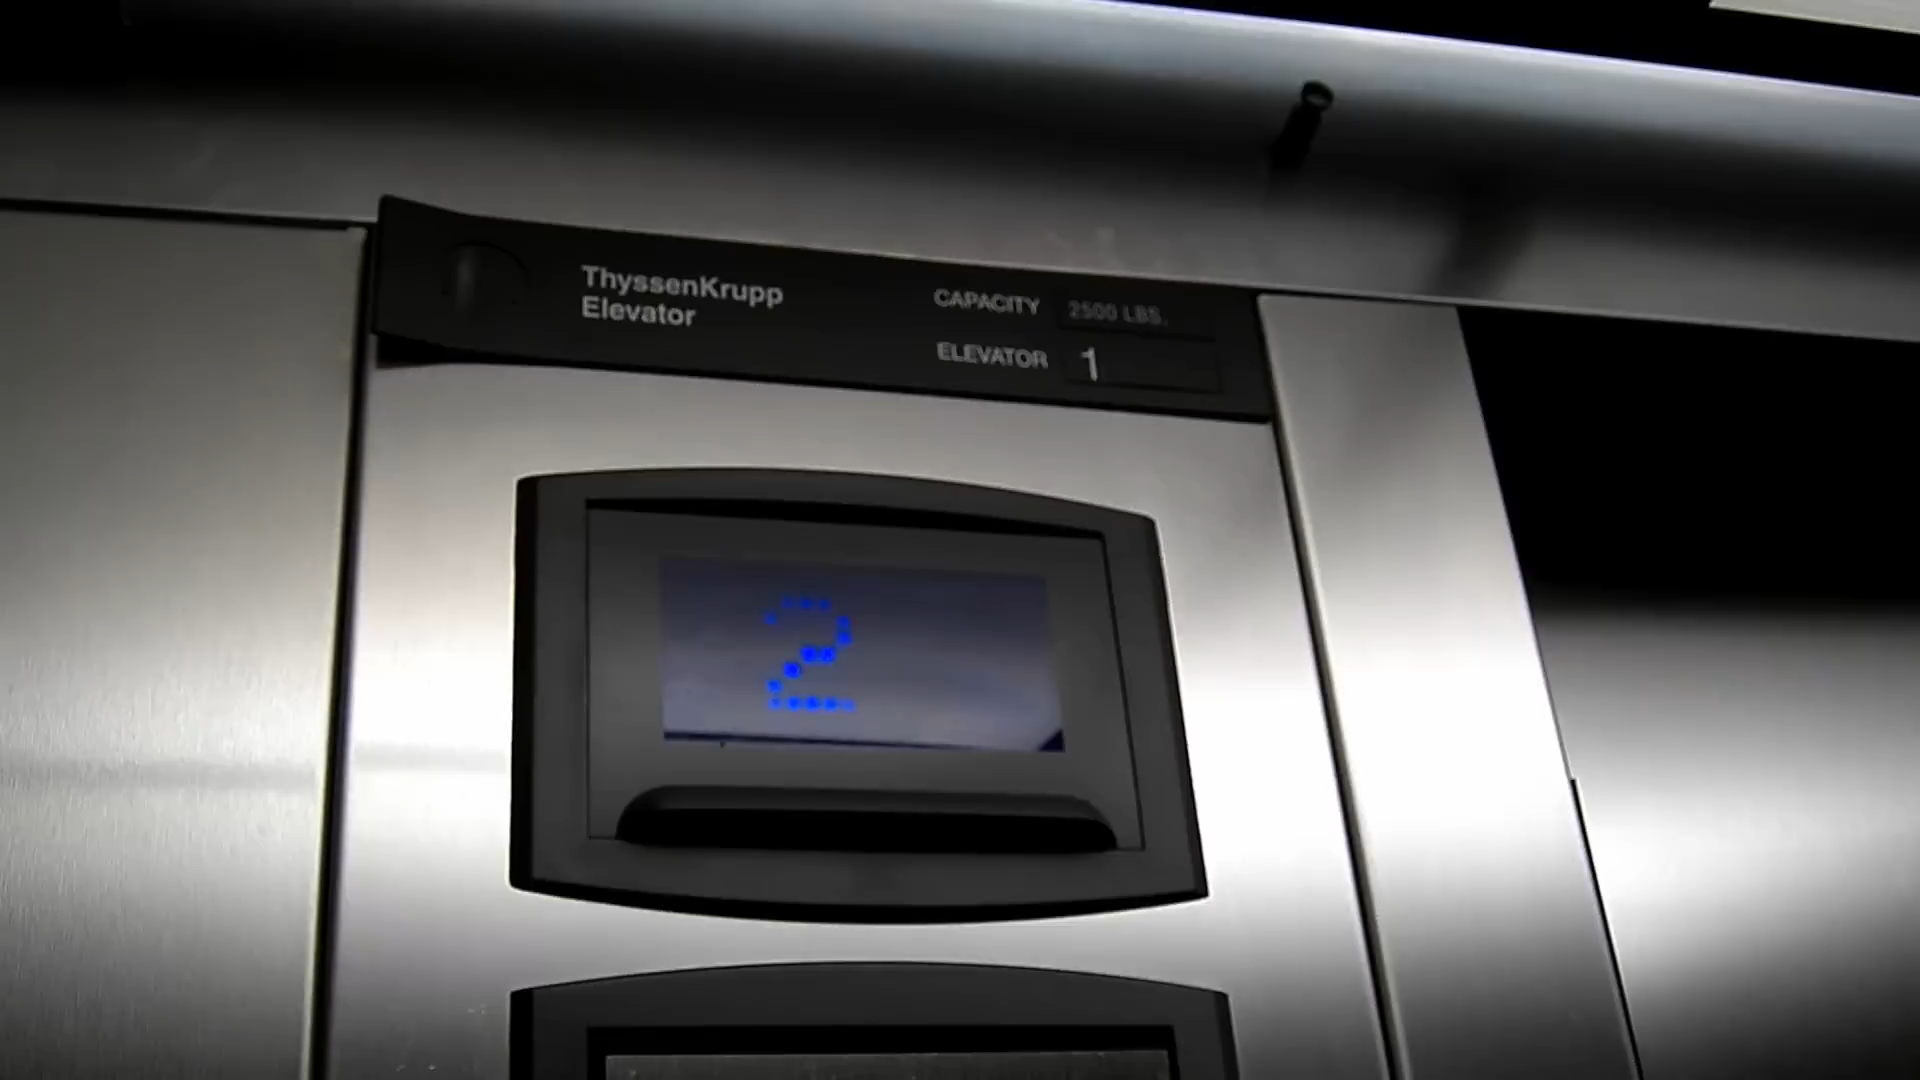 ThyssenKrupp
Elevator
CAPACITY 2500 LBS.
ELEVATOR 1
2